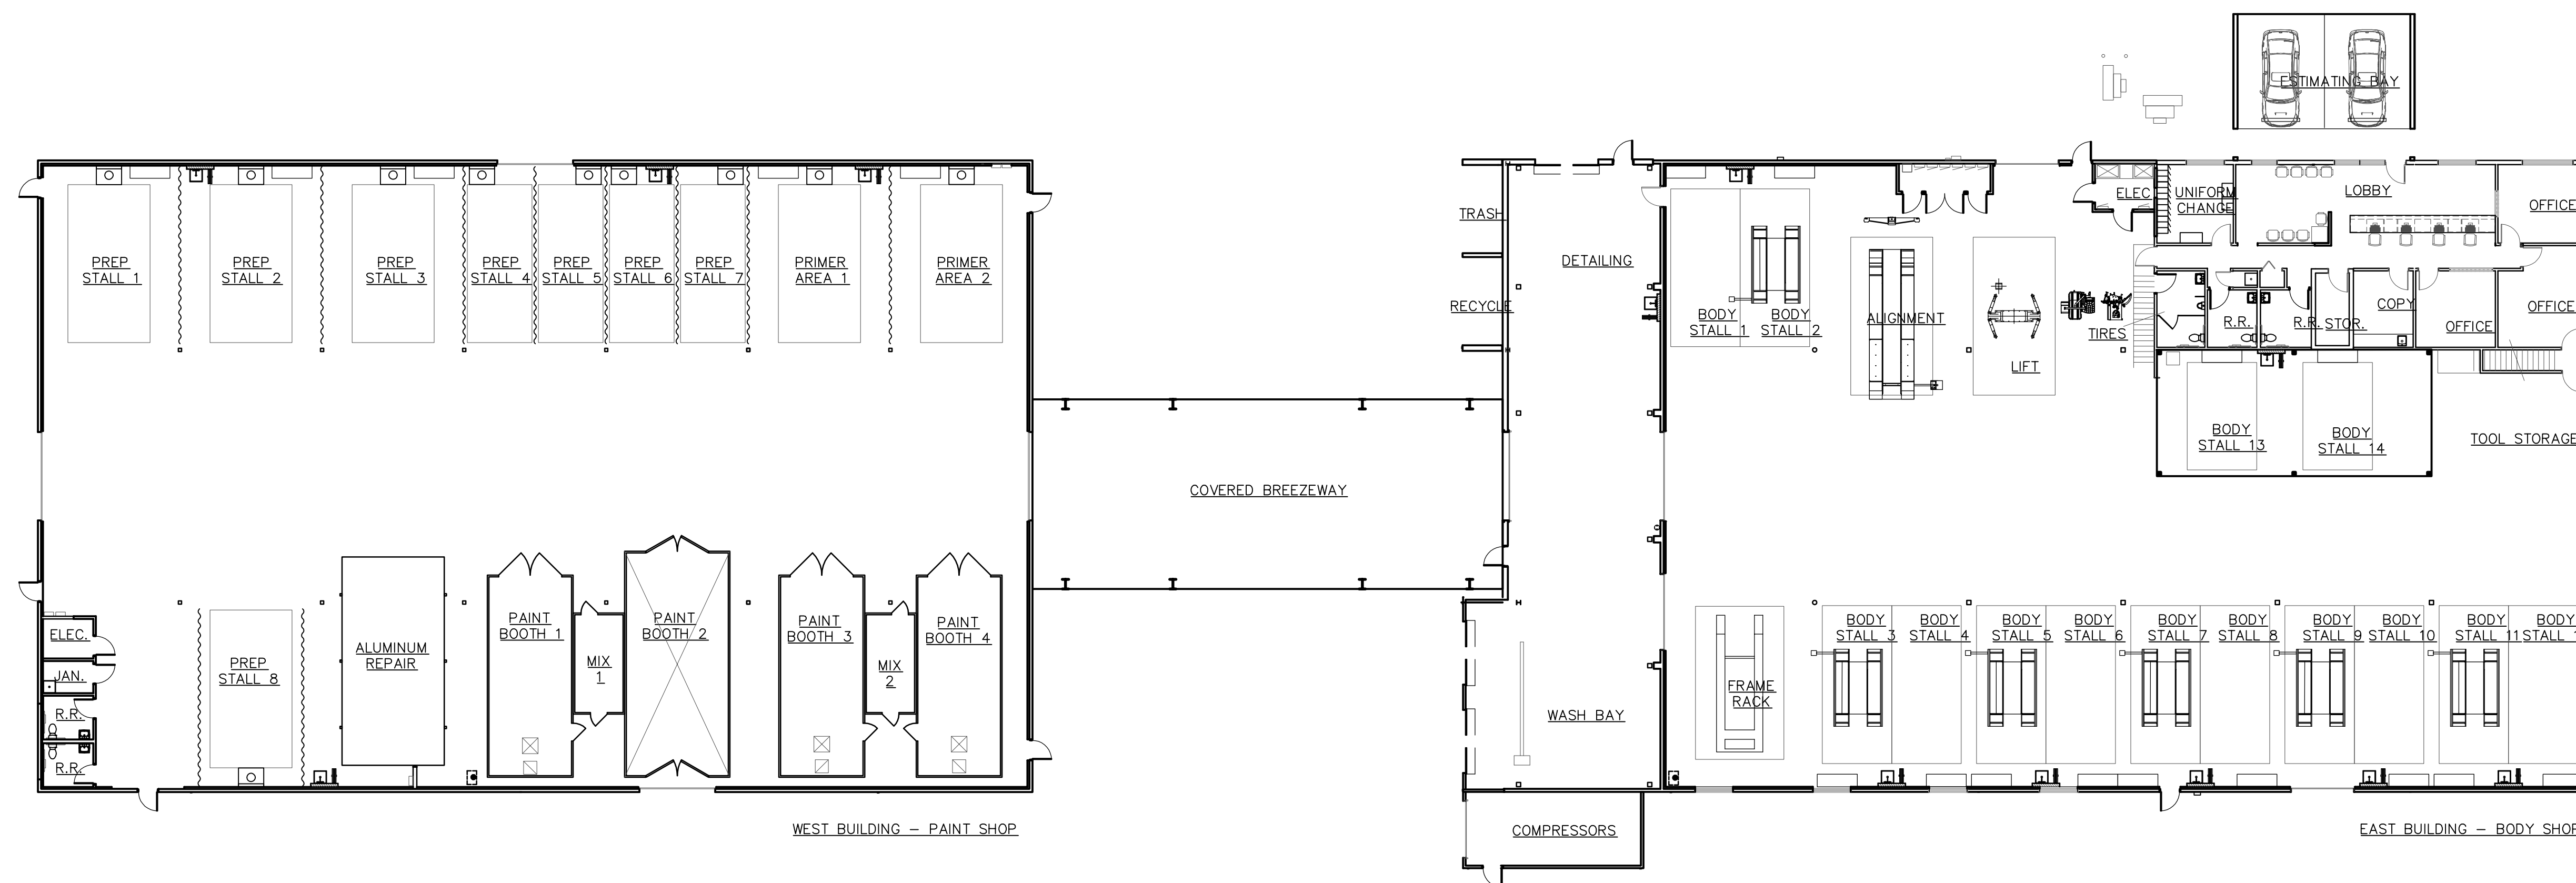 ESTIMATING BAY
TRASH
RECYCLE
DETAILING
ELEC
UNIFORM
CHANGE
LOBBY
OFFICE
PREP
STALL 1
PREP
STALL 2
PREP
STALL 3
PREP
STALL 4
PREP
STALL 5
PREP
STALL 6
PREP
STALL 7
PRIMER
AREA 1
PRIMER
AREA 2
BODY
STALL 1
BODY
STALL 2
ALIGNMENT
LIFT
TIRES
R.R.
R.R.
STOR.
COPY
OFFICE
OFFICE
BODY
STALL 13
BODY
STALL 14
TOOL STORAGE
COVERED BREEZEWAY
ELEC.
JAN.
R.R.
R.R.
PREP
STALL 8
ALUMINUM
REPAIR
PAINT
BOOTH 1
MIX
1
PAINT
BOOTH 2
PAINT
BOOTH 3
MIX
2
PAINT
BOOTH 4
WASH BAY
FRAME
RACK
BODY
STALL 3
BODY
STALL 4
BODY
STALL 5
BODY
STALL 6
BODY
STALL 7
BODY
STALL 8
BODY
STALL 9
BODY
STALL 10
BODY
STALL 11
BODY
STALL
WEST BUILDING – PAINT SHOP
COMPRESSORS
EAST BUILDING – BODY SHOP